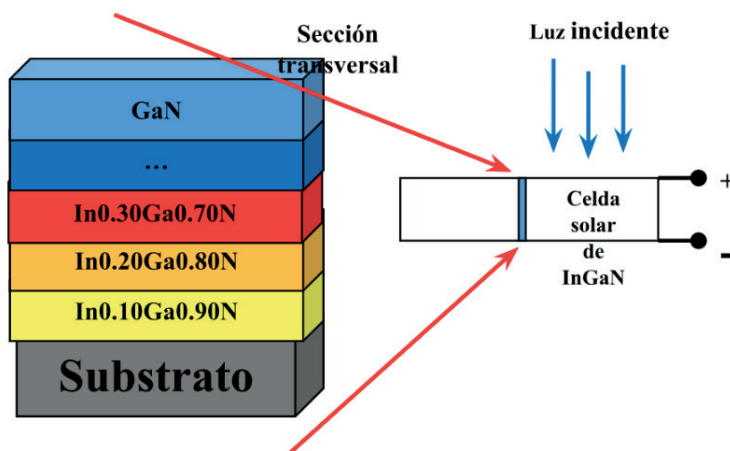 Sección
transversal
Luz incidente
GaN
...
In0.30Ga0.70N
In0.20Ga0.80N
In0.10Ga0.90N
Substrato
Celda
solar
de
InGaN
+
-